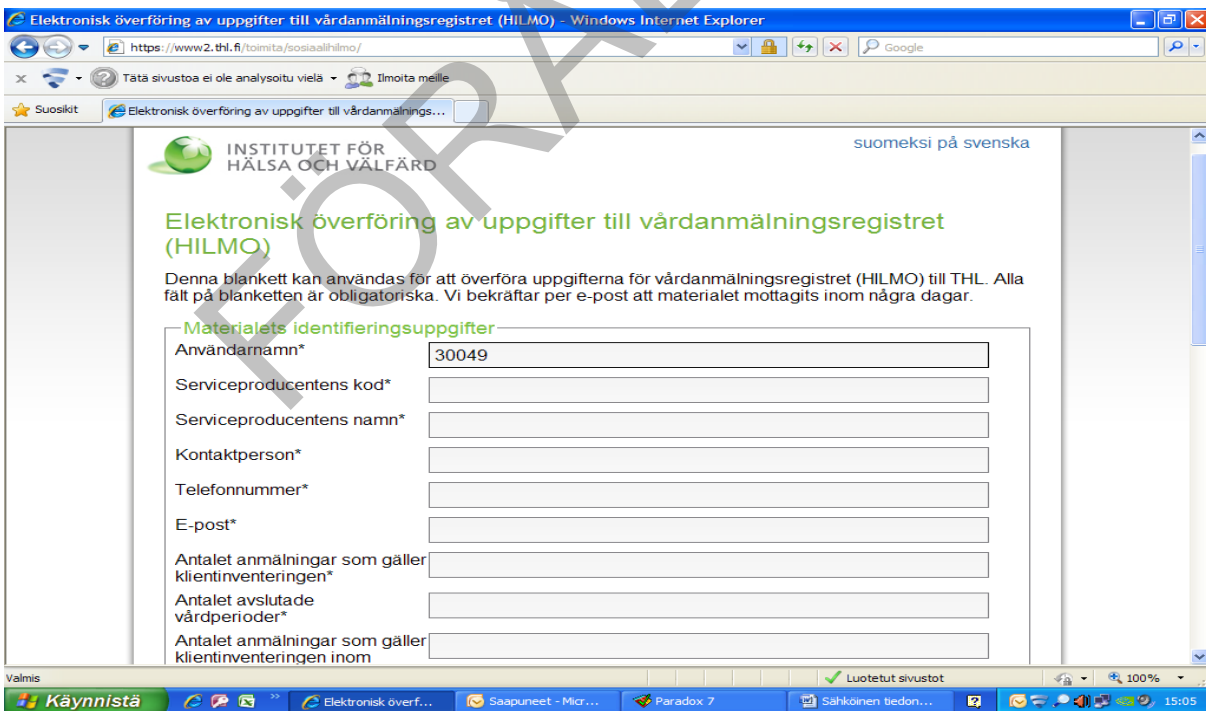 Elektronisk överföring av uppgifter till vårdanmälningsregistret (HILMO) - Windows Internet Explorer
https://www2.thl.fi/toimita/sosiaalihilmo/
Google
Tätä sivustoa ei ole analysoitu vielä
Ilmoita meille
Suosikit
Elektronisk överföring av uppgifter till vårdanmälnings...
INSTITUTET FÖR
HÄLSA OCH VÄLFÄRD
suomeksi på svenska
Elektronisk överföring av uppgifter till vårdanmälningsregistret
(HILMO)
Denna blankett kan användas för att överföra uppgifterna för vårdanmälningsregistret (HILMO) till THL. Alla
fält på blanketten är obligatoriska. Vi bekräftar per e-post att materialet mottagits inom några dagar.
Materialets identifieringsuppgifter
Användarnamn*
30049
Serviceproducentens kod*
Serviceproducentens namn*
Kontaktperson*
Telefonnummer*
E-post*
Antalet anmälningar som gäller
klientinventeringen*
Antalet avslutade
vårdperioder*
Antalet anmälningar som gäller
klientinventeringen inom
Valmis
Luotetut sivustot
100%
Käynnistä
Elektronisk överf...
Saapuneet - Micr...
Paradox 7
Sähköinen tiedon...
15:05